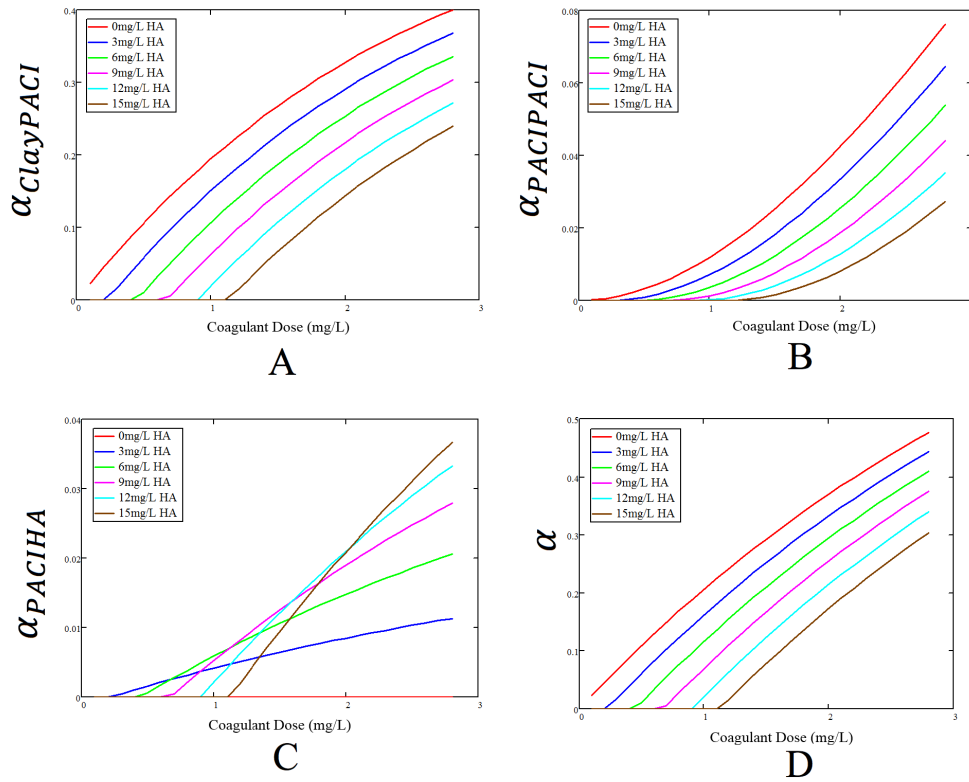 0.4
0.3
0.2
0.1
0
0mg/L HA
3mg/L HA
6mg/L HA
9mg/L HA
12mg/L HA
15mg/L HA
αClayPACI
0
1
2
3
Coagulant Dose (mg/L)
A
0.08
0.06
0.04
0.02
0
0mg/L HA
3mg/L HA
6mg/L HA
9mg/L HA
12mg/L HA
15mg/L HA
αPACIPACI
0
1
2
3
Coagulant Dose (mg/L)
B
0.04
0.03
0.02
0.01
0
0mg/L HA
3mg/L HA
6mg/L HA
9mg/L HA
12mg/L HA
15mg/L HA
αPACIHA
0
1
2
3
Coagulant Dose (mg/L)
C
0.5
0.4
0.3
0.2
0.1
0
0mg/L HA
3mg/L HA
6mg/L HA
9mg/L HA
12mg/L HA
15mg/L HA
α
0
1
2
3
Coagulant Dose (mg/L)
D